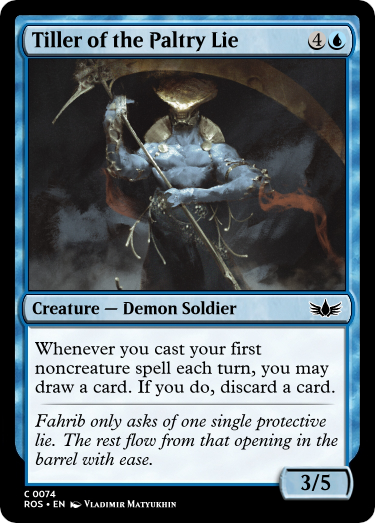 Tiller of the Paltry Lie 4
Creature — Demon Soldier
Whenever you cast your first
noncreature spell each turn, you may
draw a card. If you do, discard a card.
Fahrib only asks of one single protective
lie. The rest flow from that opening in the
barrel with ease.
3/5
C 0074
ROS • EN Vladimir Matyukhin